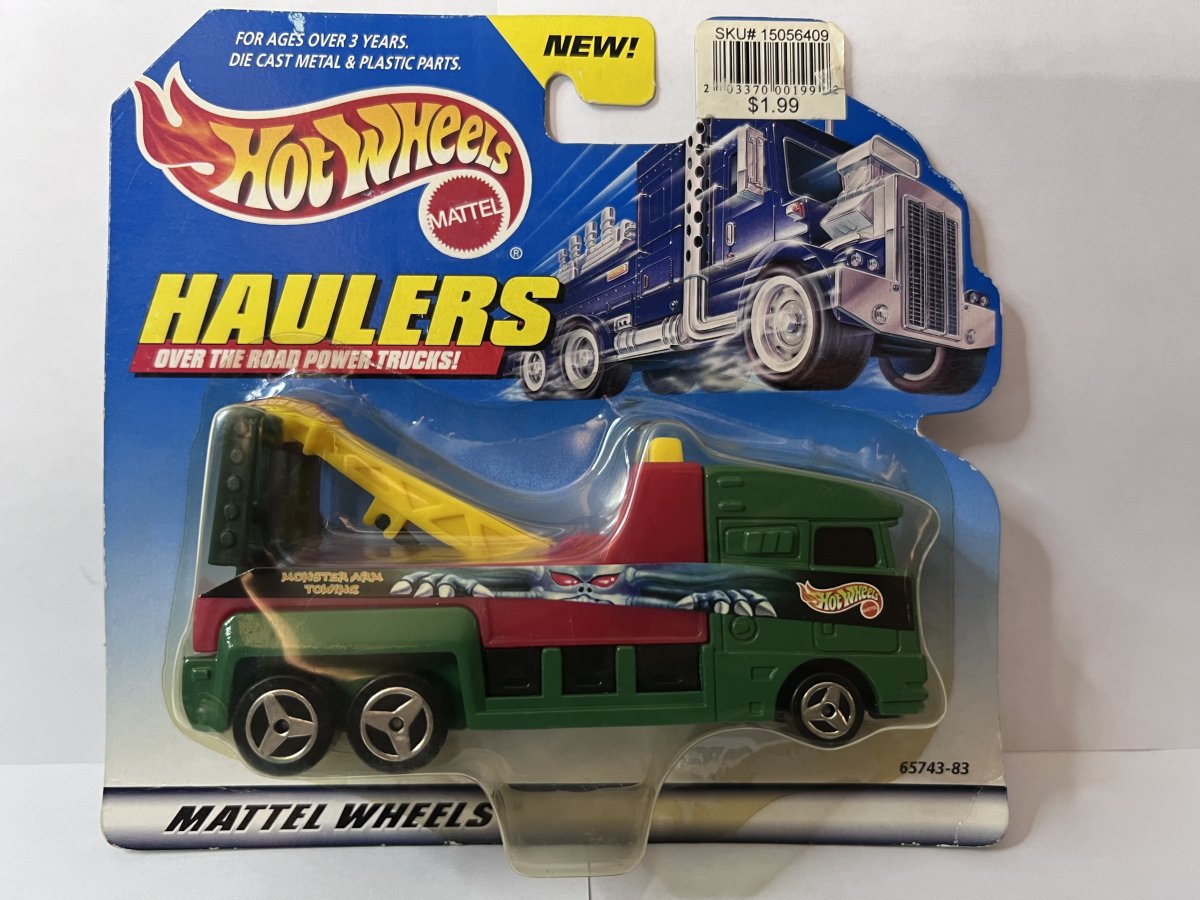 FOR AGES OVER 3 YEARS.
DIE CAST METAL & PLASTIC PARTS.
NEW!
SKU# 15056409
2 03370 00199 2
$1.99
HOT WHEELS
MATTEL
®
HAULERS
OVER THE ROAD POWER TRUCKS!
MONSTER ARM
TOWING
HOT WHEELS
65743-83
MATTEL WHEELS